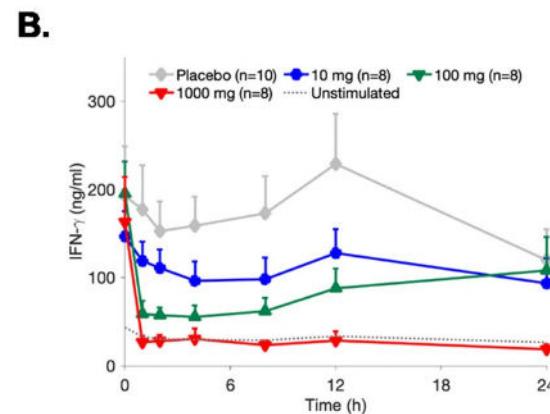 B.
Placebo (n=10) 10 mg (n=8) 100 mg (n=8)
1000 mg (n=8) Unstimulated
300
200
100
0
IFN-γ (ng/ml)
0 6 12 18 24
Time (h)